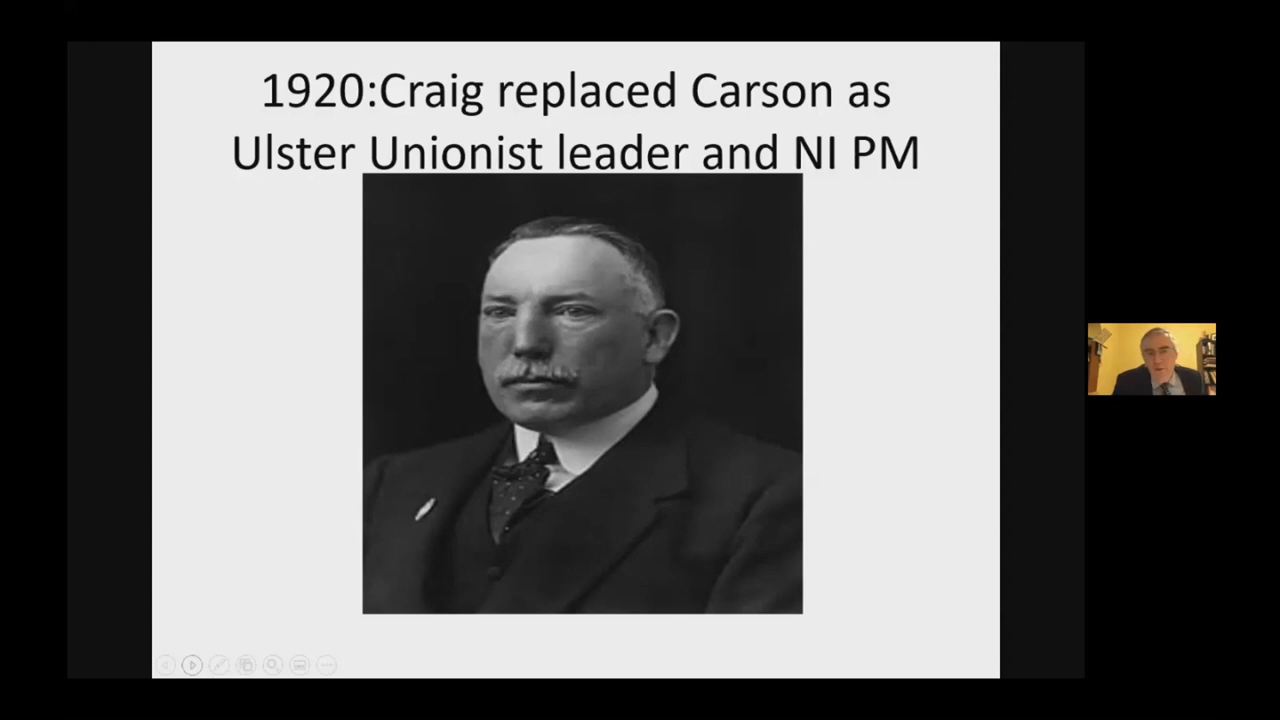 1920:Craig replaced Carson as
Ulster Unionist leader and NI PM